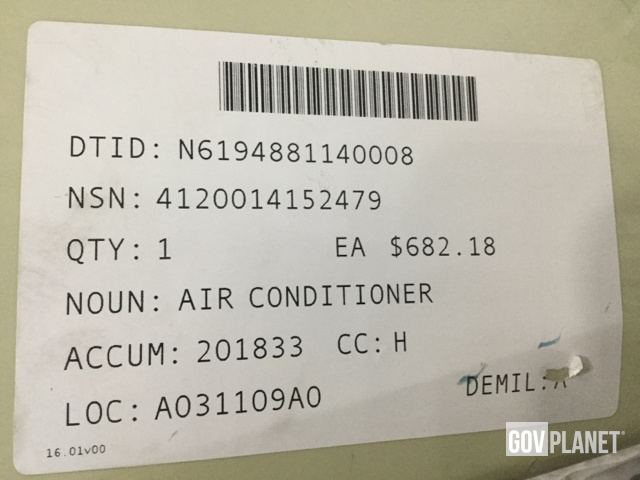 DTID: N6194881140008
NSN: 4120014152479
QTY: 1 EA $682.18
NOUN: AIR CONDITIONER
ACCUM: 201833 CC: H
LOC: A031109A0
DEMIL:
16.01v00
GOVPLANET